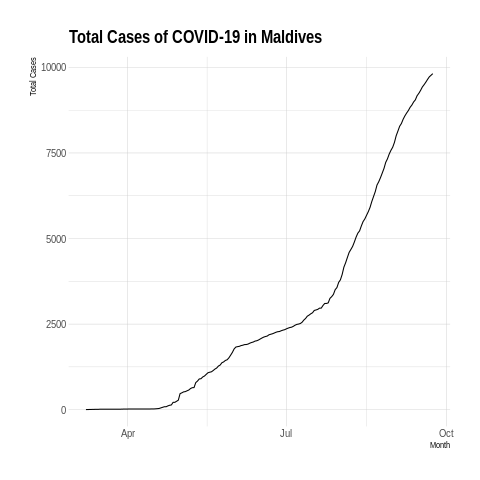 Total Cases of COVID-19 in Maldives
Total Cases
10000
7500
5000
2500
0
Apr
Jul
Oct
Month